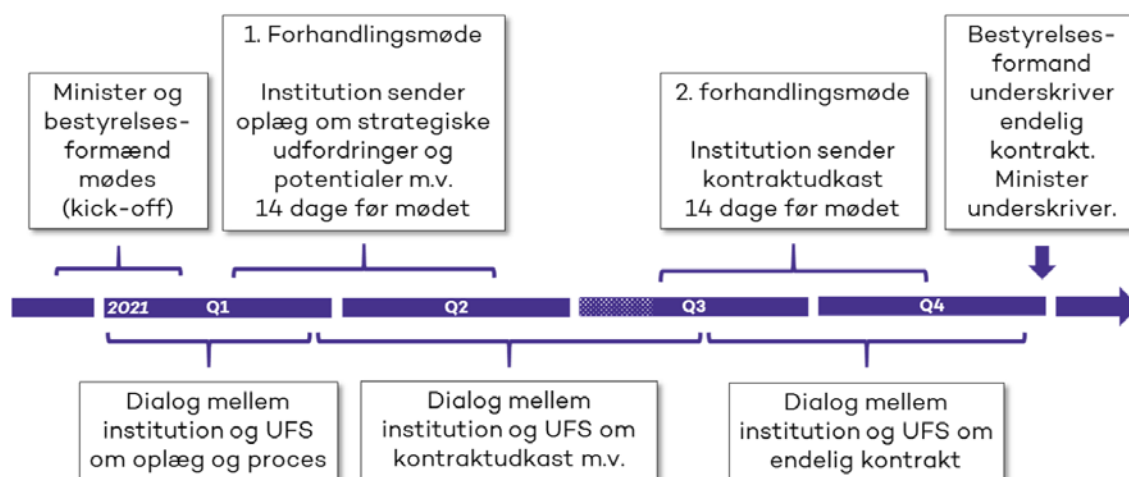 Minister og
bestyrelses-
formænd
mødes
(kick-off)
1. Forhandlingsmøde
Institution sender
oplæg om strategiske
udfordringer og
potentialer m.v.
14 dage før mødet
2. forhandlingsmøde
Institution sender
kontraktudkast
14 dage før mødet
Bestyrelses-
formand
underskriver
endelig
kontrakt.
Minister
underskriver.
2021 Q1 Q2 Q3 Q4
Dialog mellem
institution og UFS
om oplæg og proces
Dialog mellem
institution og UFS om
kontraktudkast m.v.
Dialog mellem
institution og UFS om
endelig kontrakt